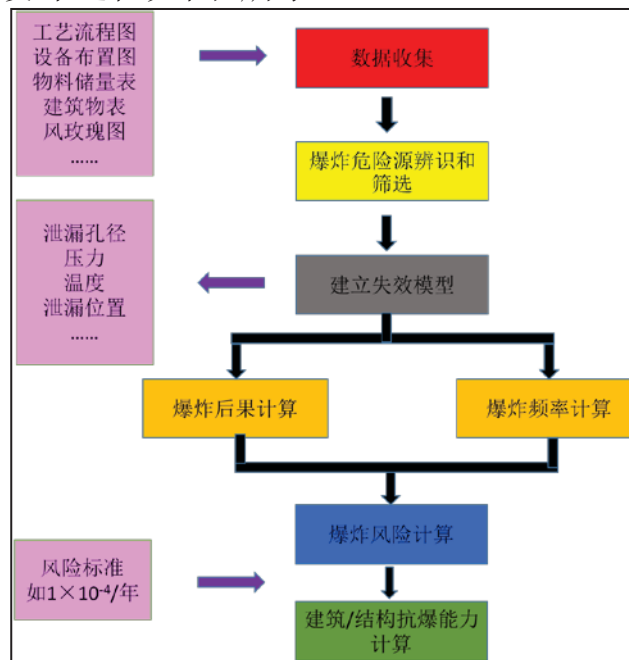 工艺流程图
设备布置图
物料储量表
建筑物表
风玫瑰图
......
数据收集
爆炸危险源辨识和
筛选
泄漏孔径
压力
温度
泄漏位置
......
建立失效模型
爆炸后果计算
爆炸频率计算
爆炸风险计算
风险标准
如1×10⁻⁴/年
建筑/结构抗爆能力
计算